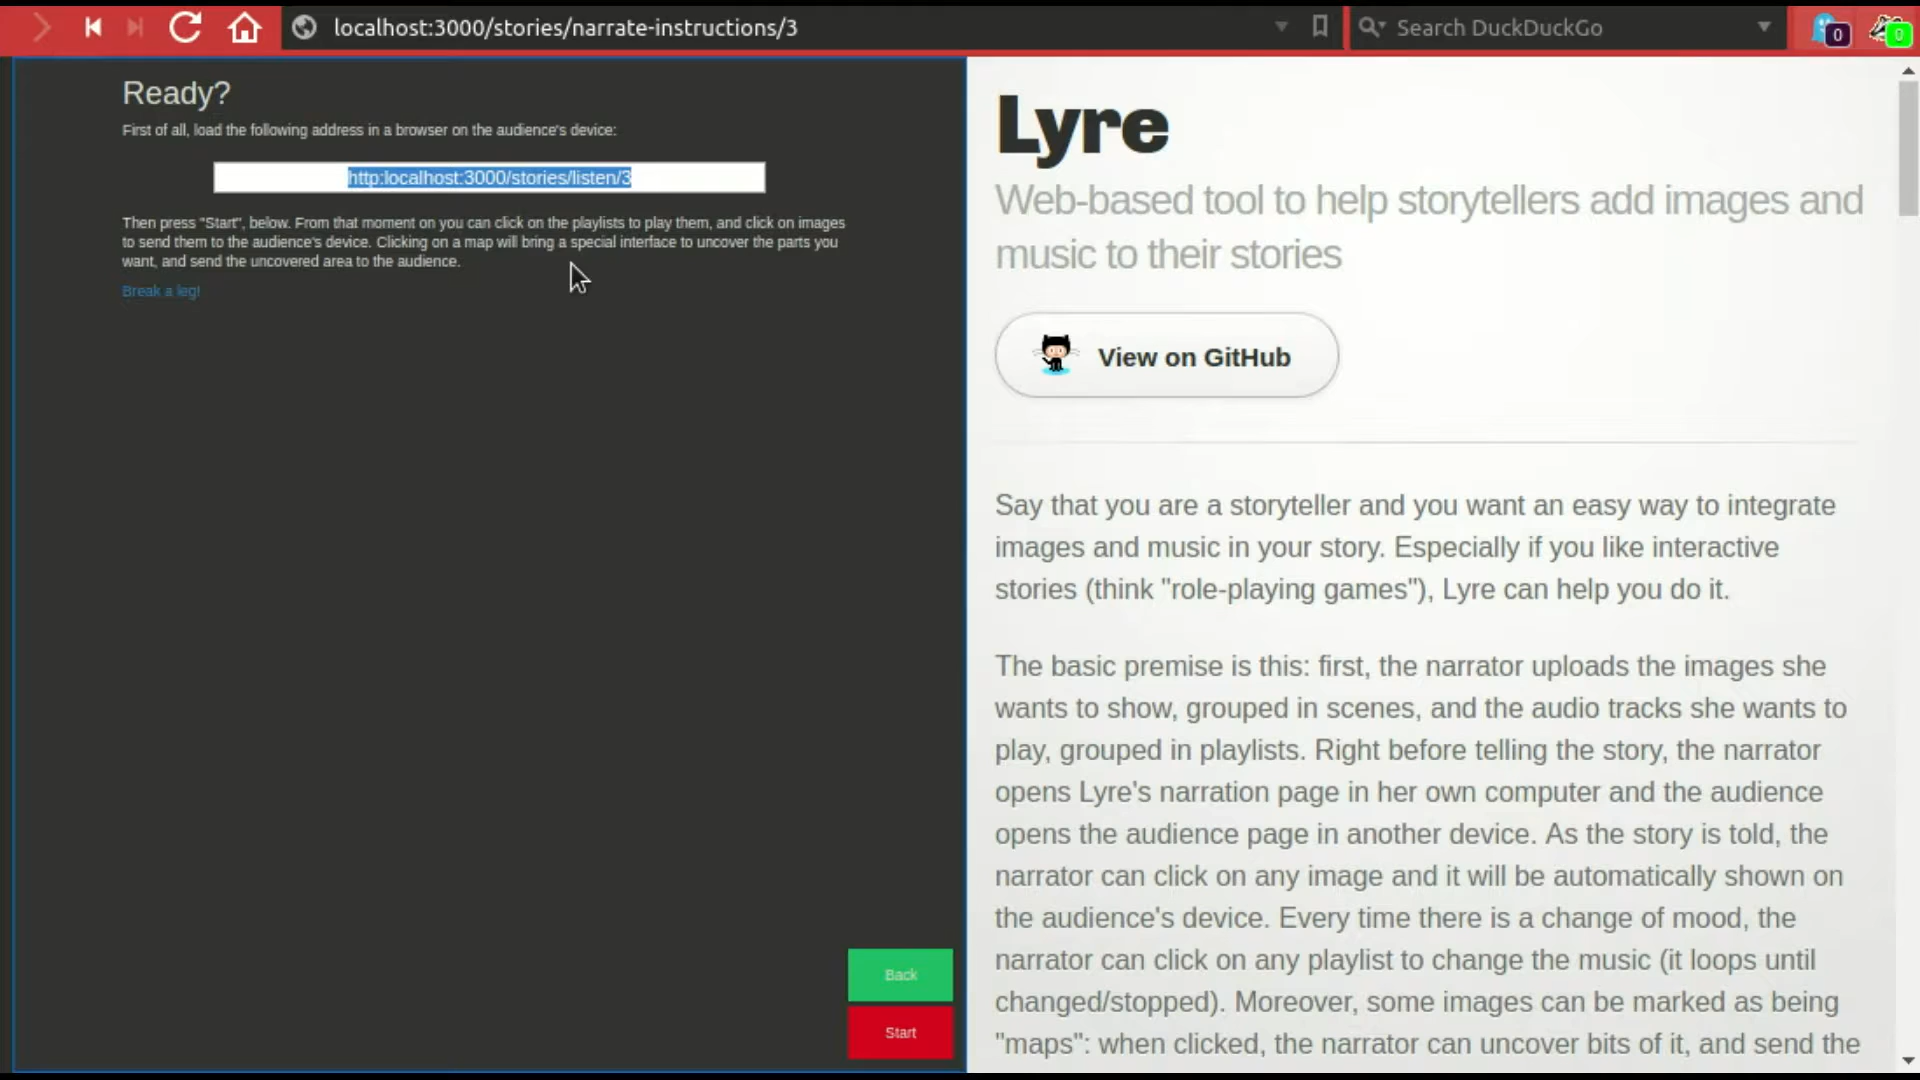 localhost:3000/stories/narrate-instructions/3
Search DuckDuckGo
0
0
Ready?
First of all, load the following address in a browser on the audience's device:
http:localhost:3000/stories/listen/3
Then press "Start", below. From that moment on you can click on the playlists to play them, and click on images
to send them to the audience's device. Clicking on a map will bring a special interface to uncover the parts you
want, and send the uncovered area to the audience.
Break a leg!
Back
Start
Lyre
Web-based tool to help storytellers add images and
music to their stories
View on GitHub
Say that you are a storyteller and you want an easy way to integrate
images and music in your story. Especially if you like interactive
stories (think "role-playing games"), Lyre can help you do it.
The basic premise is this: first, the narrator uploads the images she
wants to show, grouped in scenes, and the audio tracks she wants to
play, grouped in playlists. Right before telling the story, the narrator
opens Lyre's narration page in her own computer and the audience
opens the audience page in another device. As the story is told, the
narrator can click on any image and it will be automatically shown on
the audience's device. Every time there is a change of mood, the
narrator can click on any playlist to change the music (it loops until
changed/stopped). Moreover, some images can be marked as being
"maps": when clicked, the narrator can uncover bits of it, and send the